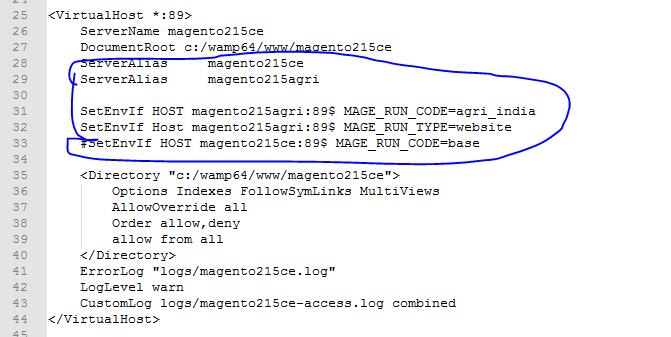 25 <VirtualHost *:89>
26 ServerName magento215ce
27 DocumentRoot c:/wamp64/www/magento215ce
28 ServerAlias magento215ce
29 ServerAlias magento215agri
30
31 SetEnvIf HOST magento215agri:89$ MAGE_RUN_CODE=agri_india
32 SetEnvIf Host magento215agri:89$ MAGE_RUN_TYPE=website
33 #SetEnvIf HOST magento215ce:89$ MAGE_RUN_CODE=base
34
35 <Directory "c:/wamp64/www/magento215ce">
36 Options Indexes FollowSymLinks MultiViews
37 AllowOverride all
38 Order allow,deny
39 allow from all
40 </Directory>
41 ErrorLog "logs/magento215ce.log"
42 LogLevel warn
43 CustomLog logs/magento215ce-access.log combined
44 </VirtualHost>
45